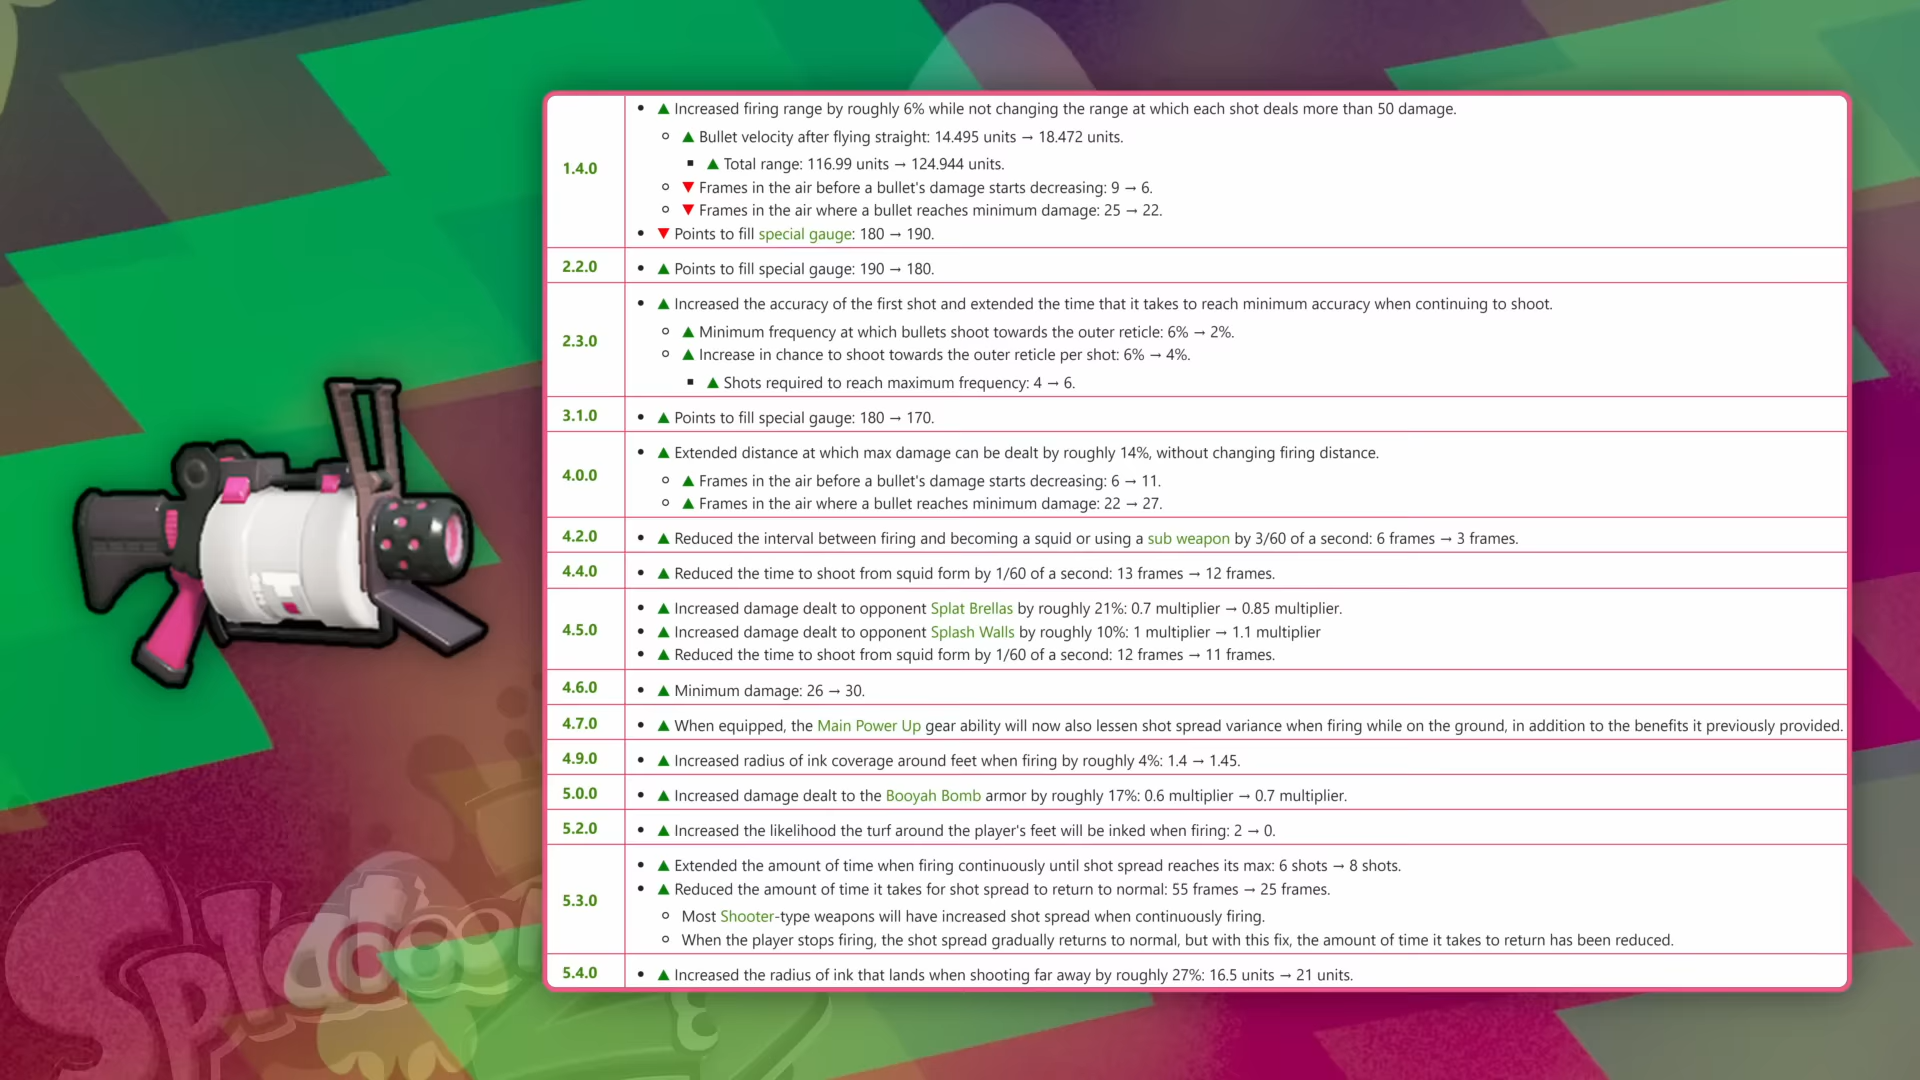 1.4.0
• ▲ Increased firing range by roughly 6% while not changing the range at which each shot deals more than 50 damage.
▲ Bullet velocity after flying straight: 14.495 units → 18.472 units.
▲ Total range: 116.99 units → 124.944 units.
▼ Frames in the air before a bullet's damage starts decreasing: 9 → 6.
▼ Frames in the air where a bullet reaches minimum damage: 25 → 22.
• ▼ Points to fill special gauge: 180 → 190.
2.2.0
• ▲ Points to fill special gauge: 190 → 180.
2.3.0
• ▲ Increased the accuracy of the first shot and extended the time that it takes to reach minimum accuracy when continuing to shoot.
▲ Minimum frequency at which bullets shoot towards the outer reticle: 6% → 2%.
▲ Increase in chance to shoot towards the outer reticle per shot: 6% → 4%.
▲ Shots required to reach maximum frequency: 4 → 6.
3.1.0
• ▲ Points to fill special gauge: 180 → 170.
4.0.0
• ▲ Extended distance at which max damage can be dealt by roughly 14%, without changing firing distance.
▲ Frames in the air before a bullet's damage starts decreasing: 6 → 11.
▲ Frames in the air where a bullet reaches minimum damage: 22 → 27.
4.2.0
• ▲ Reduced the interval between firing and becoming a squid or using a sub weapon by 3/60 of a second: 6 frames → 3 frames.
4.4.0
• ▲ Reduced the time to shoot from squid form by 1/60 of a second: 13 frames → 12 frames.
4.5.0
• ▲ Increased damage dealt to opponent Splat Brellas by roughly 21%: 0.7 multiplier → 0.85 multiplier.
• ▲ Increased damage dealt to opponent Splash Walls by roughly 10%: 1 multiplier → 1.1 multiplier
• ▲ Reduced the time to shoot from squid form by 1/60 of a second: 12 frames → 11 frames.
4.6.0
• ▲ Minimum damage: 26 → 30.
4.7.0
• ▲ When equipped, the Main Power Up gear ability will now also lessen shot spread variance when firing while on the ground, in addition to the benefits it previously provided.
4.9.0
• ▲ Increased radius of ink coverage around feet when firing by roughly 4%: 1.4 → 1.45.
5.0.0
• ▲ Increased damage dealt to the Booyah Bomb armor by roughly 17%: 0.6 multiplier → 0.7 multiplier.
5.2.0
• ▲ Increased the likelihood the turf around the player's feet will be inked when firing: 2 → 0.
5.3.0
• ▲ Extended the amount of time when firing continuously until shot spread reaches its max: 6 shots → 8 shots.
• ▲ Reduced the amount of time it takes for shot spread to return to normal: 55 frames → 25 frames.
Most Shooter-type weapons will have increased shot spread when continuously firing.
When the player stops firing, the shot spread gradually returns to normal, but with this fix, the amount of time it takes to return has been reduced.
5.4.0
• ▲ Increased the radius of ink that lands when shooting far away by roughly 27%: 16.5 units → 21 units.
Splatoon
2